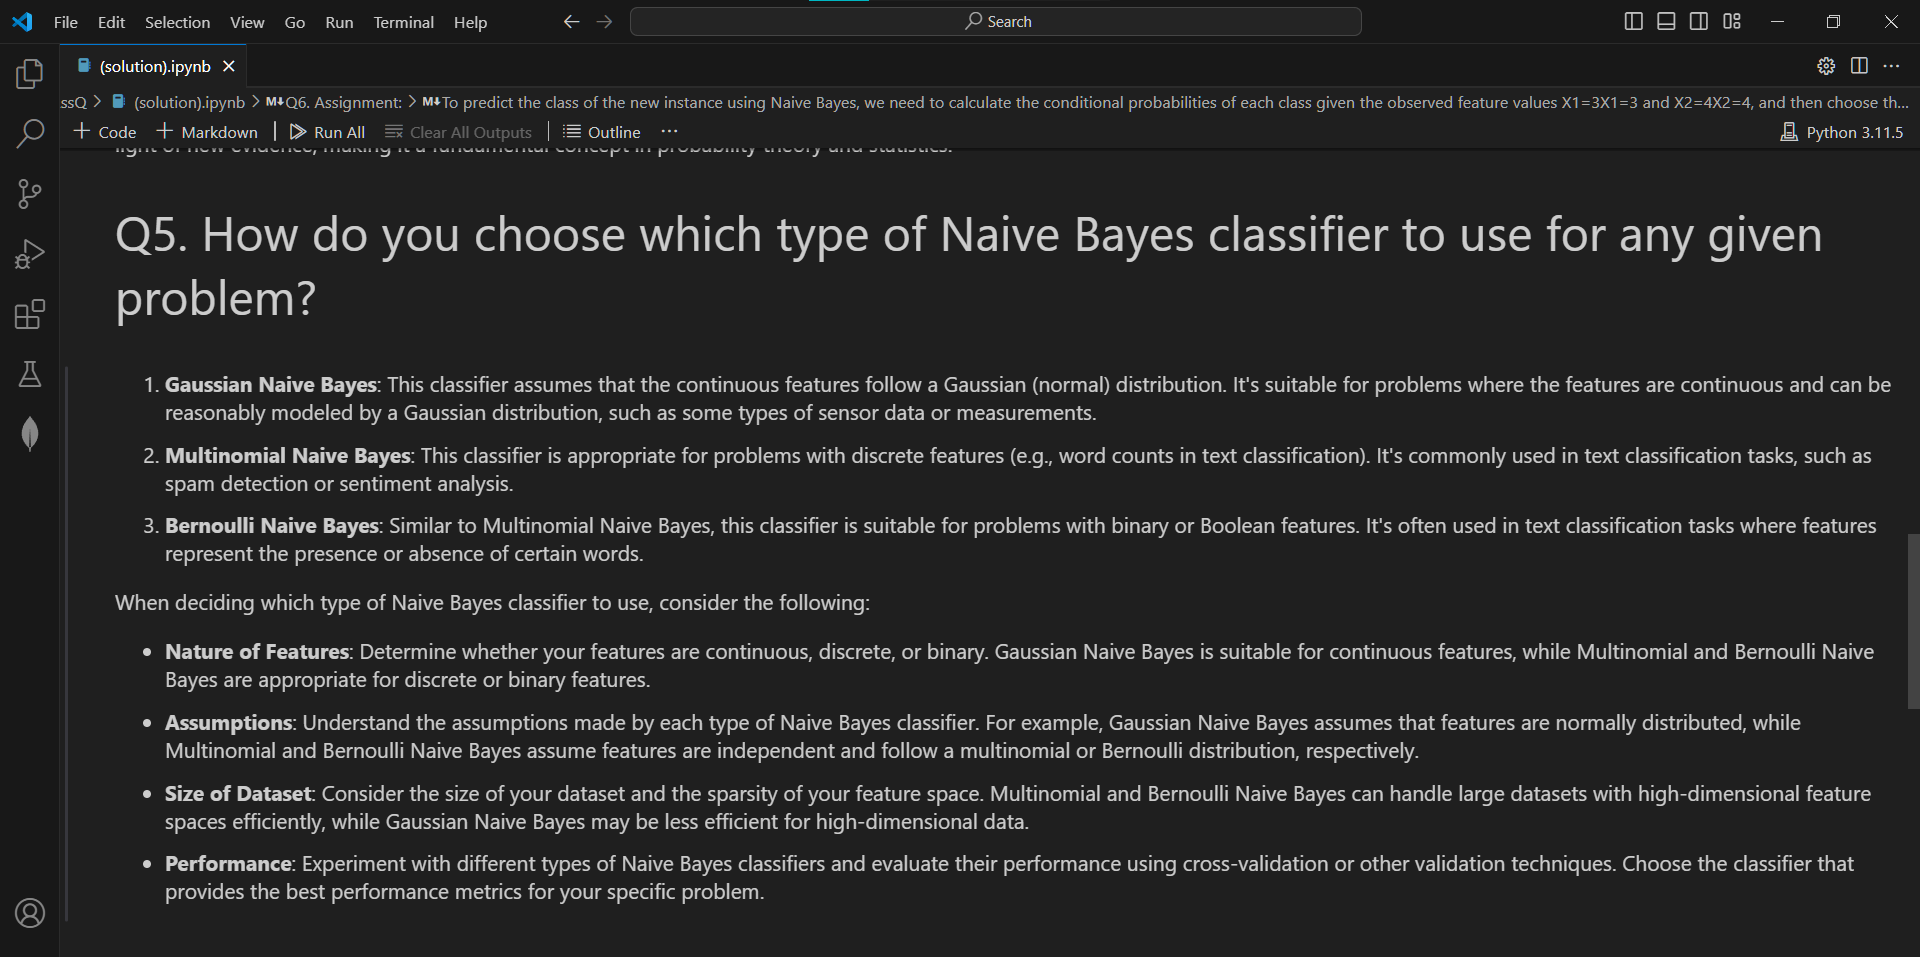 File Edit Selection View Go Run Terminal Help Search
(solution).ipynb
ssQ > (solution).ipynb > M↓Q6. Assignment: > M↓To predict the class of the new instance using Naive Bayes, we need to calculate the conditional probabilities of each class given the observed feature values X1=3X1=3 and X2=4X2=4, and then choose th...
+ Code + Markdown | Run All Clear All Outputs | Outline ... Python 3.11.5
light of new evidence, making it a fundamental concept in probability theory and statistics.
Q5. How do you choose which type of Naive Bayes classifier to use for any given
problem?
1. Gaussian Naive Bayes: This classifier assumes that the continuous features follow a Gaussian (normal) distribution. It's suitable for problems where the features are continuous and can be
reasonably modeled by a Gaussian distribution, such as some types of sensor data or measurements.
2. Multinomial Naive Bayes: This classifier is appropriate for problems with discrete features (e.g., word counts in text classification). It's commonly used in text classification tasks, such as
spam detection or sentiment analysis.
3. Bernoulli Naive Bayes: Similar to Multinomial Naive Bayes, this classifier is suitable for problems with binary or Boolean features. It's often used in text classification tasks where features
represent the presence or absence of certain words.
When deciding which type of Naive Bayes classifier to use, consider the following:
• Nature of Features: Determine whether your features are continuous, discrete, or binary. Gaussian Naive Bayes is suitable for continuous features, while Multinomial and Bernoulli Naive
Bayes are appropriate for discrete or binary features.
• Assumptions: Understand the assumptions made by each type of Naive Bayes classifier. For example, Gaussian Naive Bayes assumes that features are normally distributed, while
Multinomial and Bernoulli Naive Bayes assume features are independent and follow a multinomial or Bernoulli distribution, respectively.
• Size of Dataset: Consider the size of your dataset and the sparsity of your feature space. Multinomial and Bernoulli Naive Bayes can handle large datasets with high-dimensional feature
spaces efficiently, while Gaussian Naive Bayes may be less efficient for high-dimensional data.
• Performance: Experiment with different types of Naive Bayes classifiers and evaluate their performance using cross-validation or other validation techniques. Choose the classifier that
provides the best performance metrics for your specific problem.